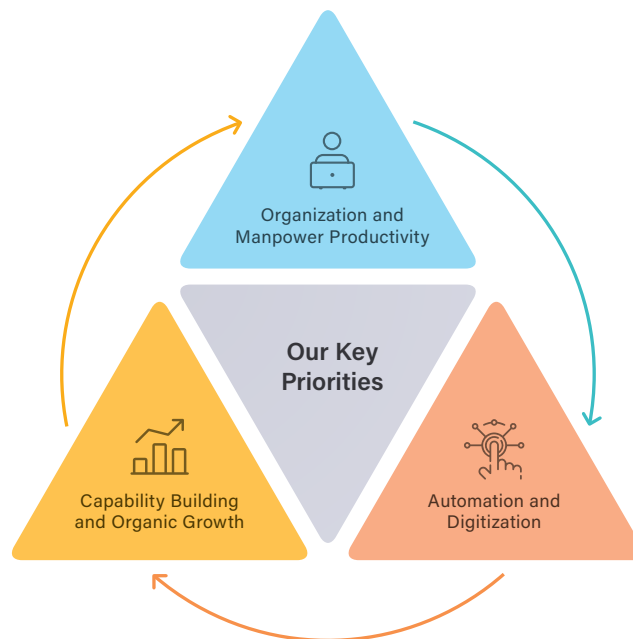 Organization and
Manpower Productivity
Our Key
Priorities
Capability Building
and Organic Growth
Automation and
Digitization